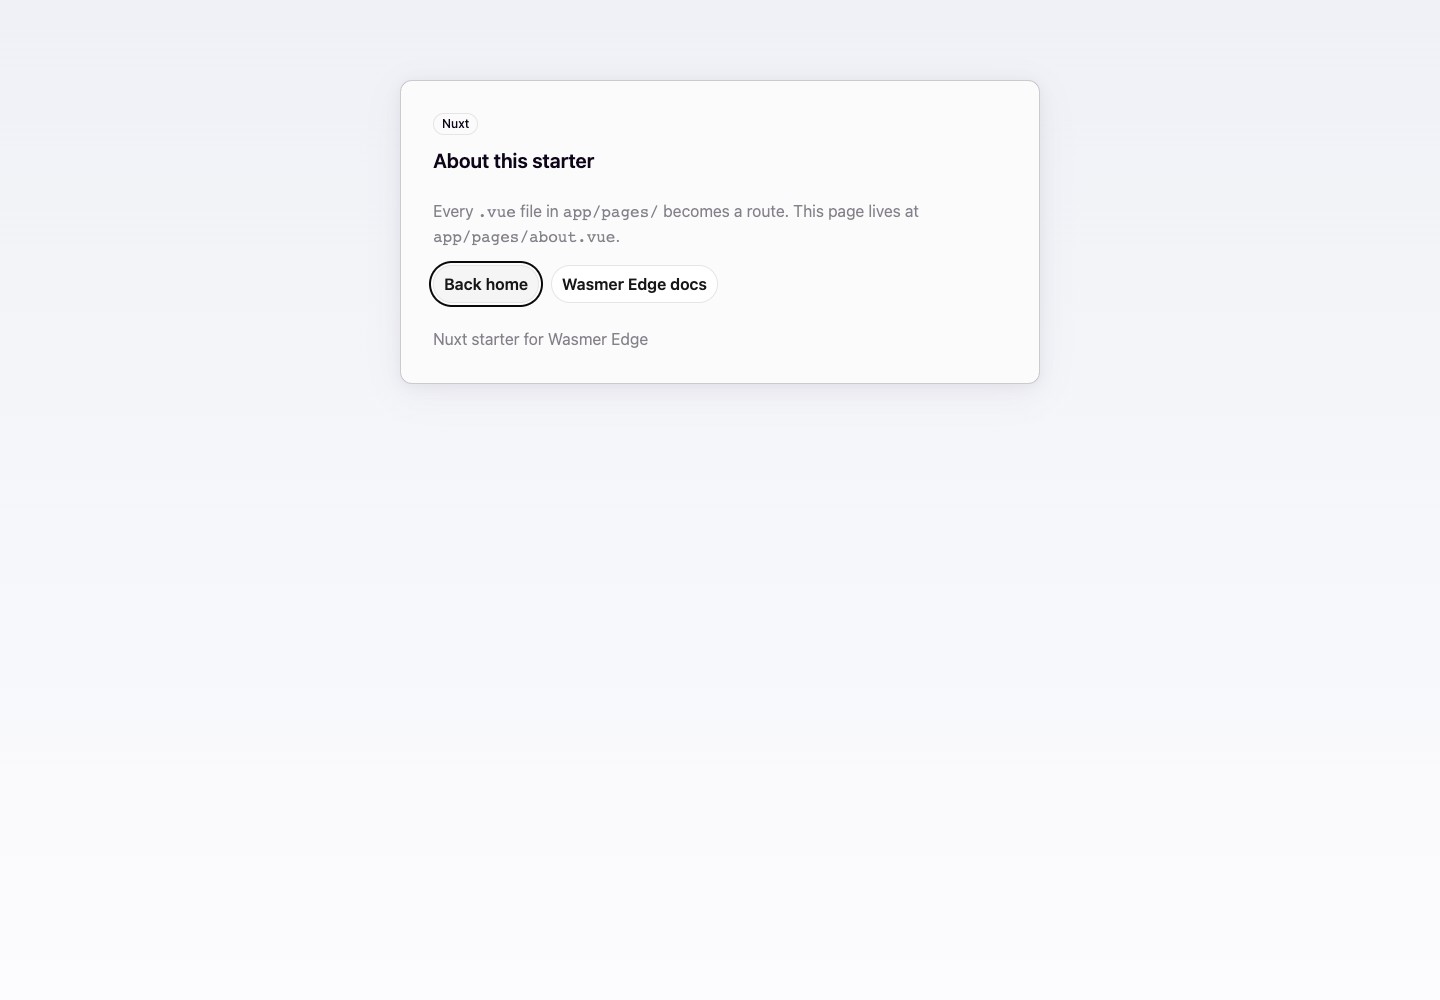 Nuxt
About this starter
Every .vue file in app/pages/ becomes a route. This page lives at
app/pages/about.vue.
Back home
Wasmer Edge docs
Nuxt starter for Wasmer Edge